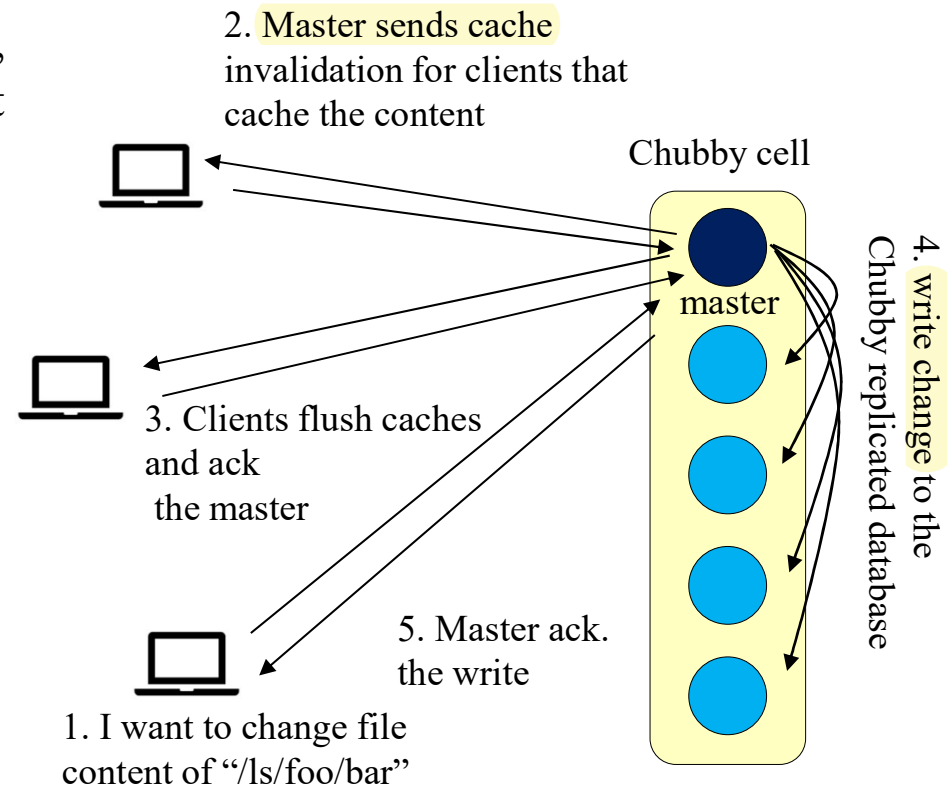 2. Master sends cache
invalidation for clients that
cache the content
Chubby cell
master
4. write change to the
Chubby replicated database
3. Clients flush caches
and ack
the master
5. Master ack.
the write
1. I want to change file
content of “/ls/foo/bar”